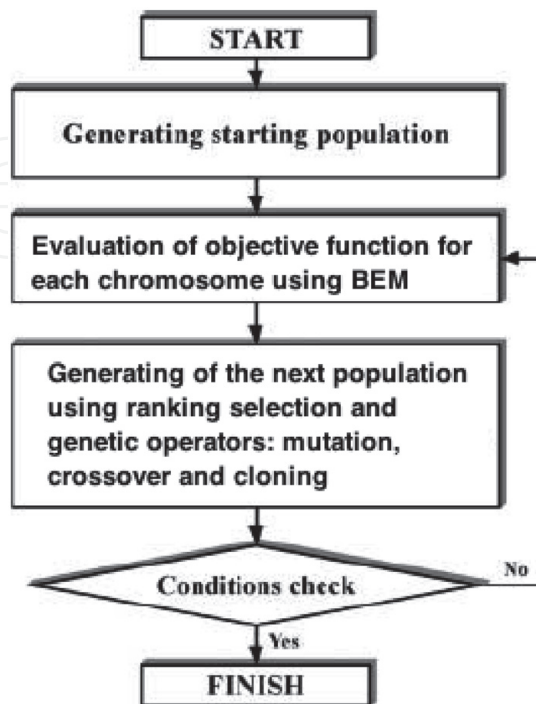 START
Generating starting population
Evaluation of objective function for
each chromosome using BEM
Generating of the next population
using ranking selection and
genetic operators: mutation,
crossover and cloning
Conditions check
No
Yes
FINISH